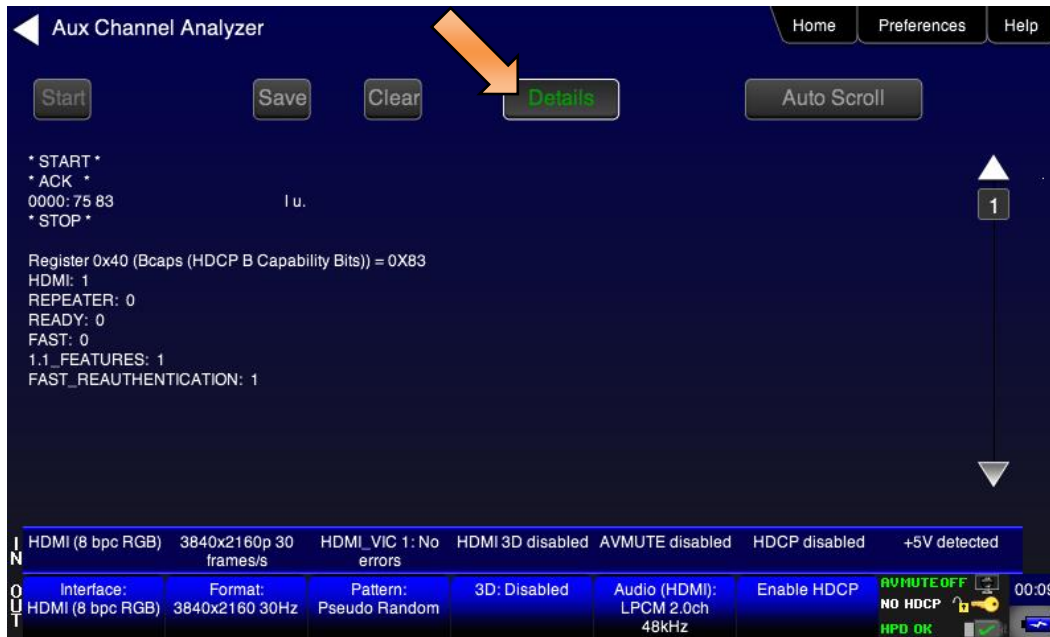 Aux Channel Analyzer
Home
Preferences
Help
Start
Save
Clear
Details
Auto Scroll
* START *
* ACK *
0000: 75 83 I u.
* STOP *
1
Register 0x40 (Bcaps (HDCP B Capability Bits)) = 0X83
HDMI: 1
REPEATER: 0
READY: 0
FAST: 0
1.1_FEATURES: 1
FAST_REAUTHENTICATION: 1
IN
HDMI (8 bpc RGB)
3840x2160p 30
frames/s
HDMI_VIC 1: No
errors
HDMI 3D disabled
AVMUTE disabled
HDCP disabled
+5V detected
OUT
Interface:
HDMI (8 bpc RGB)
Format:
3840x2160 30Hz
Pattern:
Pseudo Random
3D: Disabled
Audio (HDMI):
LPCM 2.0ch
48kHz
Enable HDCP
AVMUTE OFF
NO HDCP
HPD OK
00:09